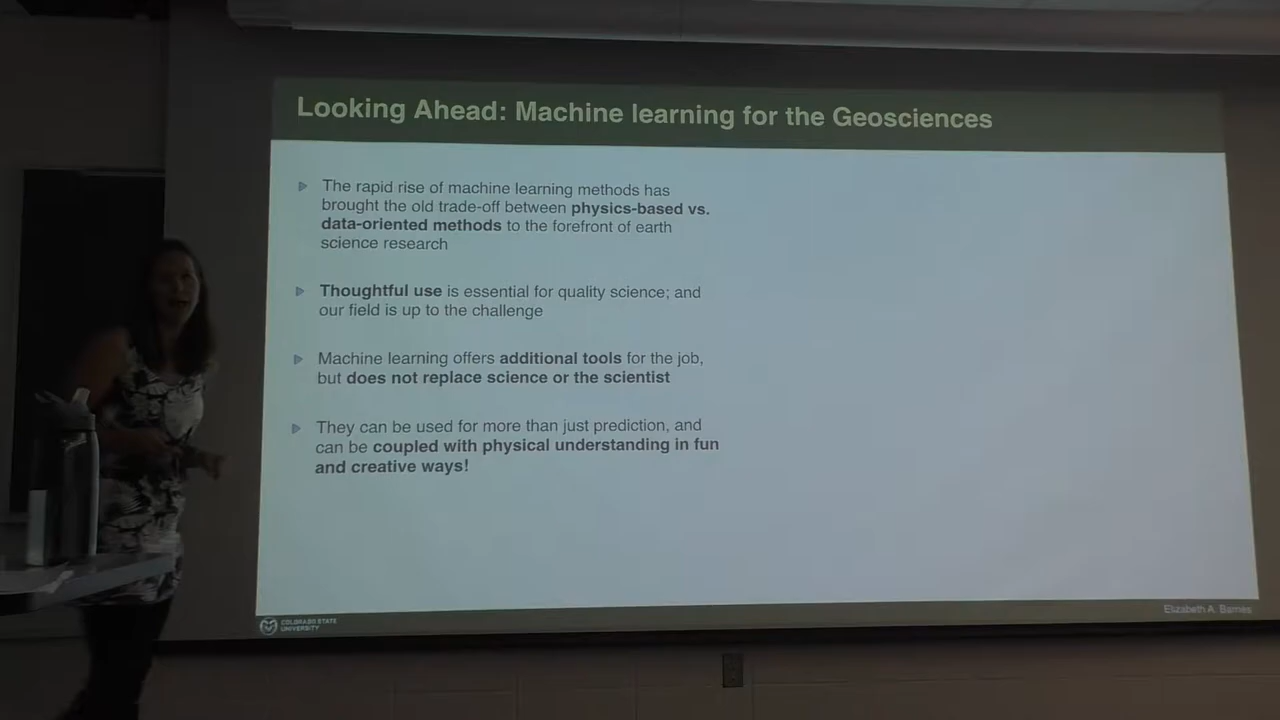 Looking Ahead: Machine learning for the Geosciences
The rapid rise of machine learning methods has
brought the old trade-off between physics-based vs.
data-oriented methods to the forefront of earth
science research
Thoughtful use is essential for quality science; and
our field is up to the challenge
Machine learning offers additional tools for the job,
but does not replace science or the scientist
They can be used for more than just prediction, and
can be coupled with physical understanding in fun
and creative ways!
COLORADO STATE
UNIVERSITY
Elizabeth A. Barnes